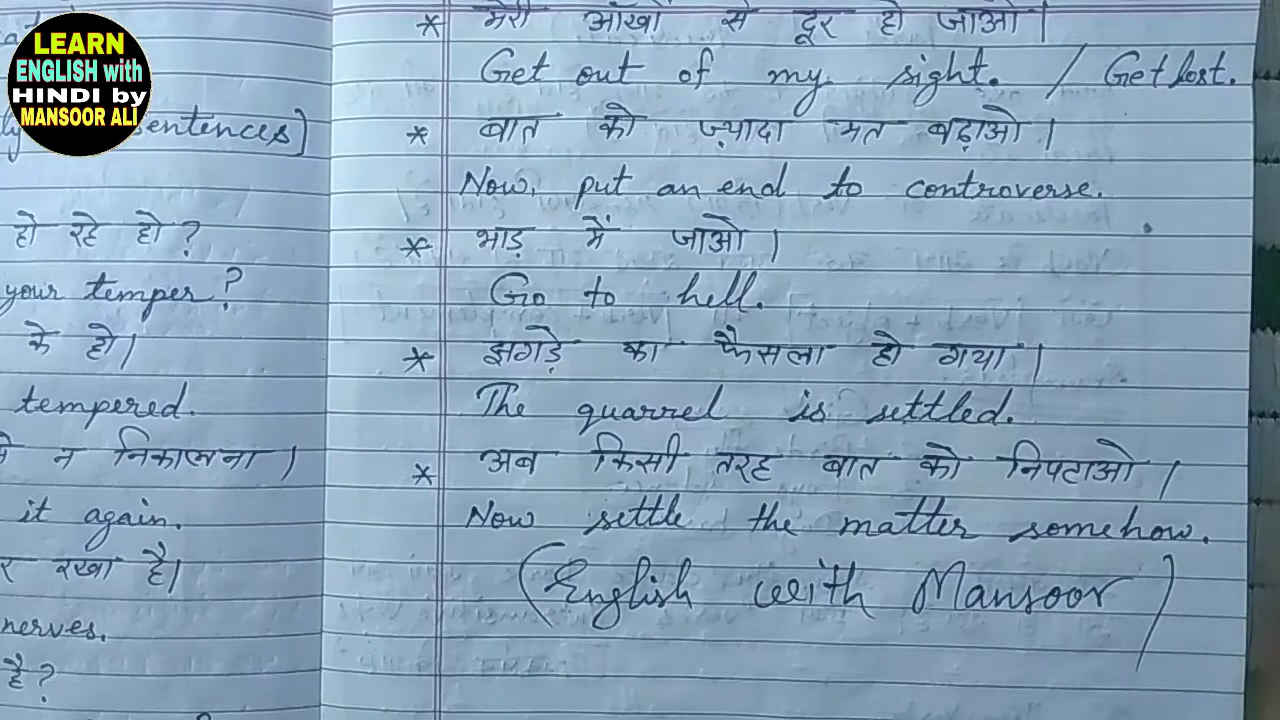 LEARN
ENGLISH with
HINDI by
MANSOOR ALI
sentences]
हो रहे हो?
your temper?
के हो।
tempered.
न निकालना।
it again.
रखा है।
nerves.
है?
* मेरी आँखों से दूर हो जाओ।
Get out of my sight. / Get lost.
* बात को ज़्यादा मत बढ़ाओ।
Now, put an end to controverse.
* भाड़ में जाओ।
Go to hell.
* झगड़े का फैसला हो गया।
The quarrel is settled.
* अब किसी तरह बात को निपटाओ।
Now settle the matter somehow.
(English with Mansoor)